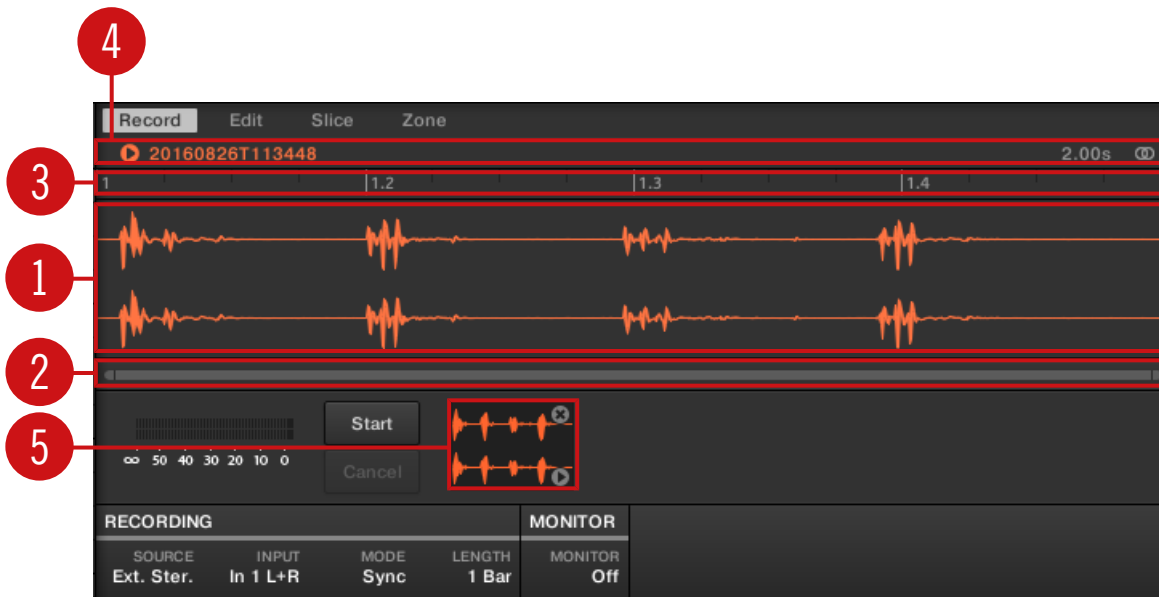 4
Record Edit Slice Zone
20160826T113448 2.00s
3
1 1.2 1.3 1.4
1
2
Start
5
∞ 50 40 30 20 10 0
Cancel
RECORDING MONITOR
SOURCE INPUT MODE LENGTH MONITOR
Ext. Ster. In 1 L+R Sync 1 Bar Off